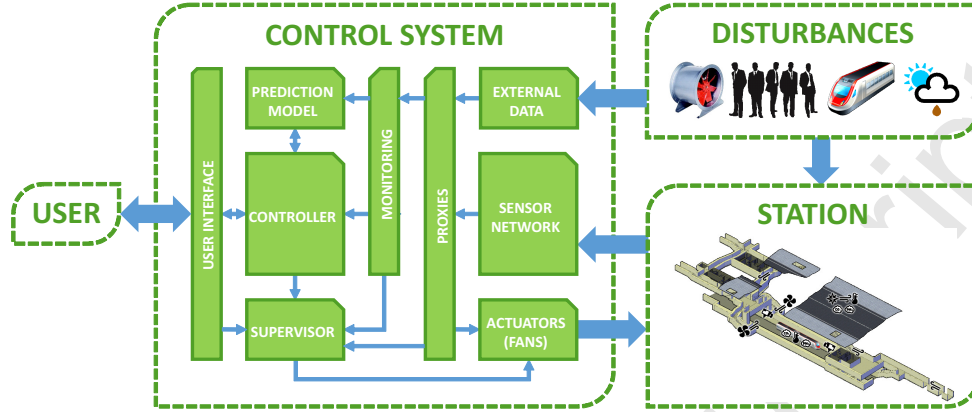 CONTROL SYSTEM
DISTURBANCES
PREDICTION
MODEL
EXTERNAL
DATA
USER INTERFACE
MONITORING
PROXIES
USER
CONTROLLER
SENSOR
NETWORK
STATION
SUPERVISOR
ACTUATORS
(FANS)